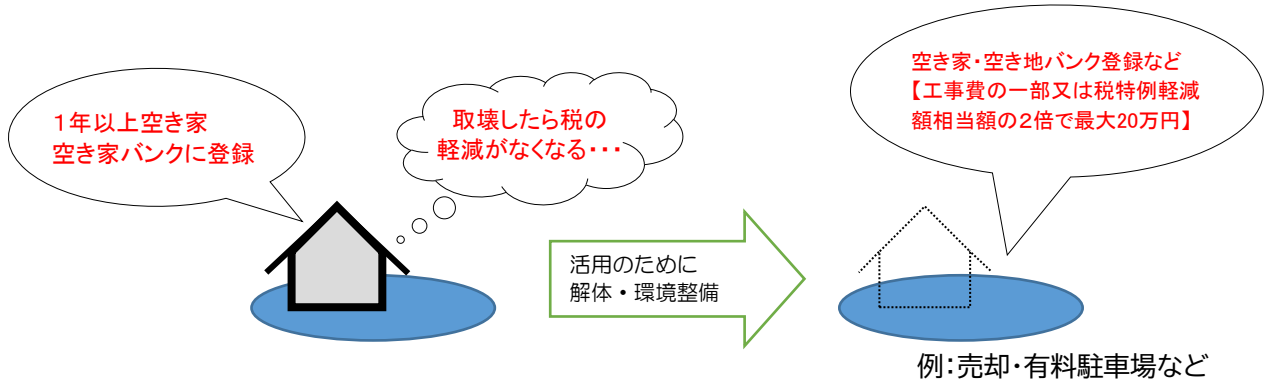 1年以上空き家
空き家バンクに登録
取壊したら税の
軽減がなくなる・・・
活用のために
解体・環境整備
空き家・空き地バンク登録など
【工事費の一部又は税特例軽減
額相当額の2倍で最大20万円】
例：売却・有料駐車場など